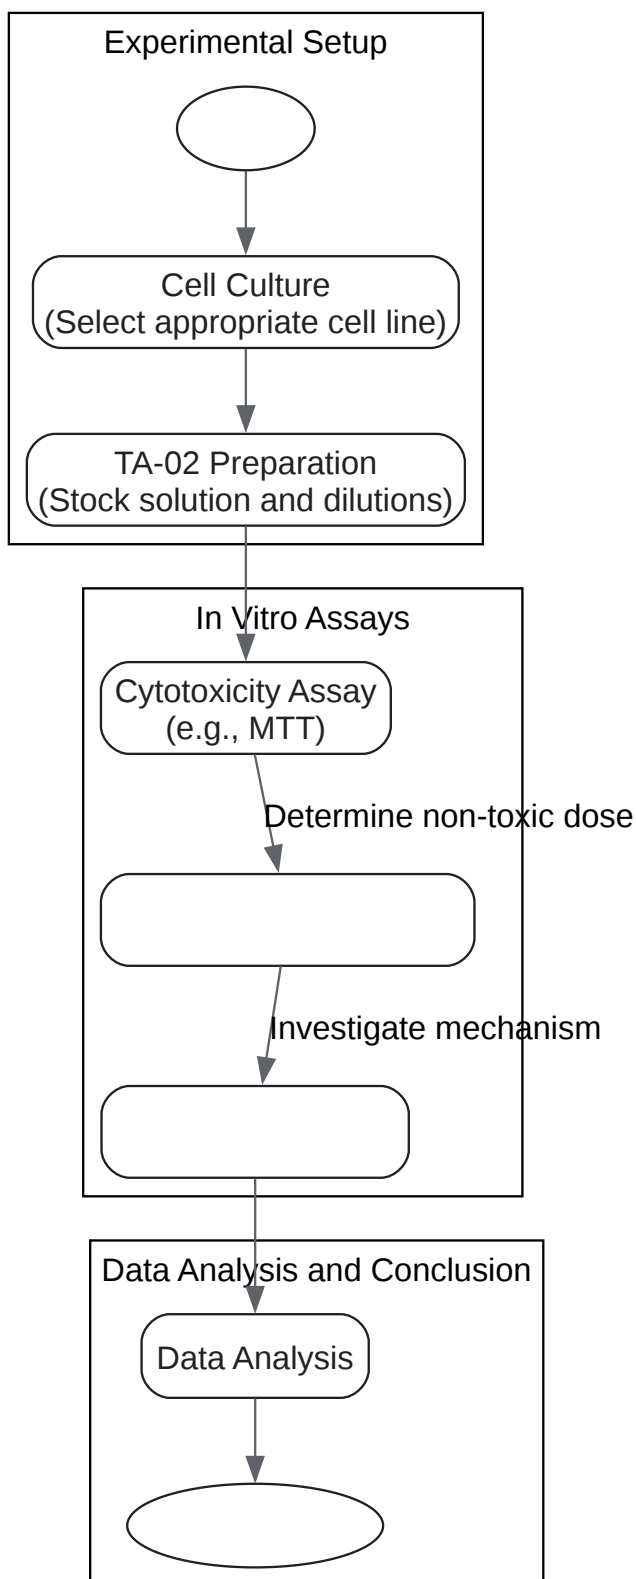 Experimental Setup
Cell Culture
(Select appropriate cell line)
TA-02 Preparation
(Stock solution and dilutions)
In Vitro Assays
Cytotoxicity Assay
(e.g., MTT)
Determine non-toxic dose
Investigate mechanism
Data Analysis and Conclusion
Data Analysis